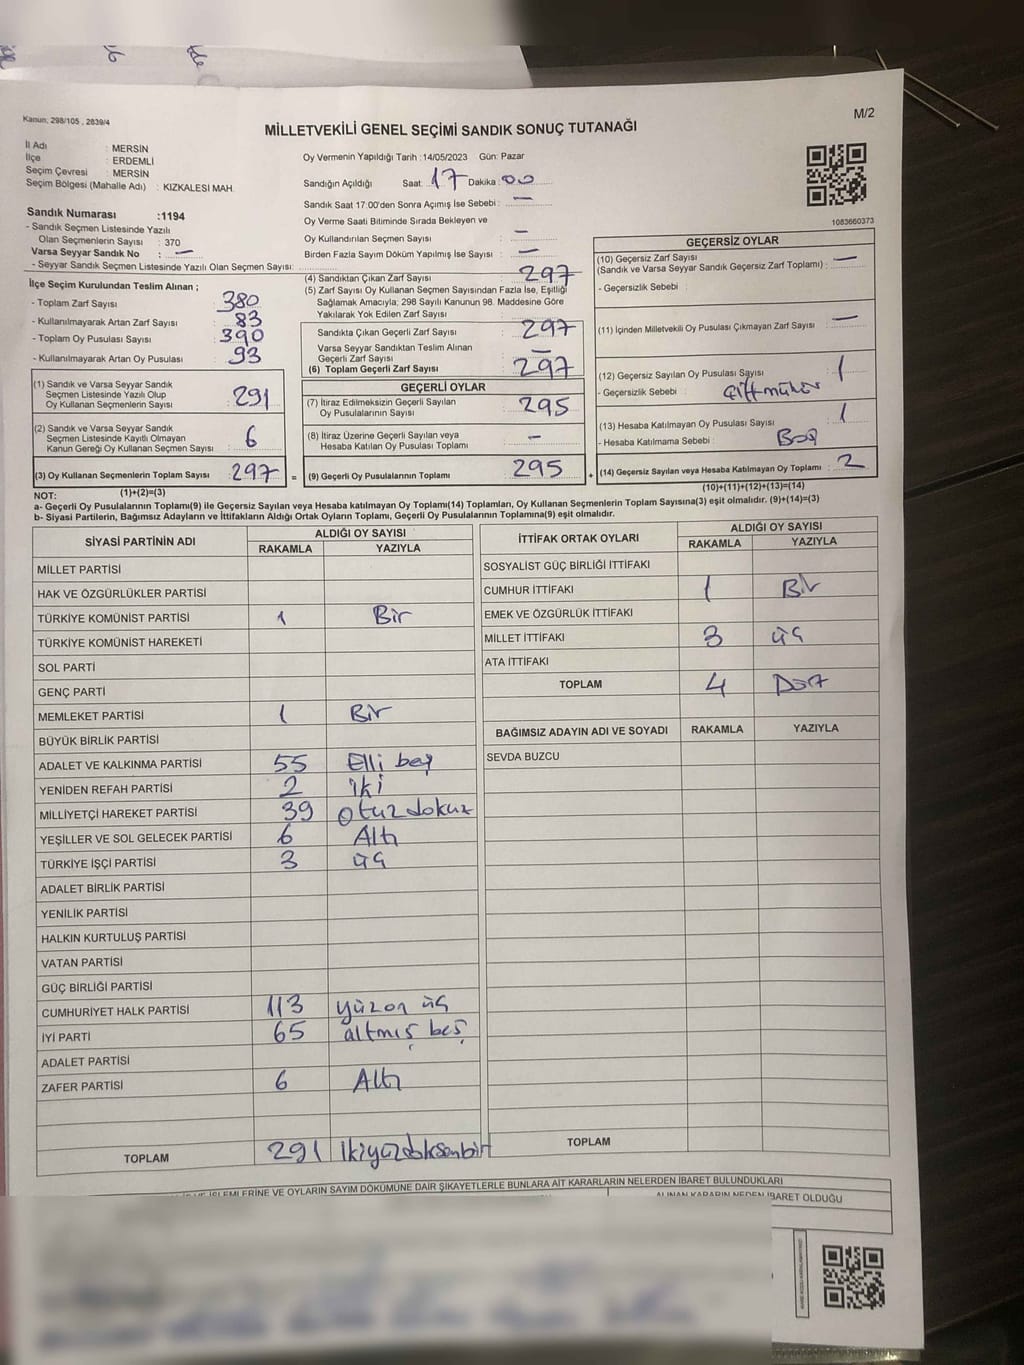 Kanun, 298/105 , 2839/4
M/2
MİLLETVEKİLİ GENEL SEÇİMİ SANDIK SONUÇ TUTANAĞI
İl Adı : MERSİN
İlçe : ERDEMLİ
Seçim Çevresi : MERSİN
Seçim Bölgesi (Mahalle Adı) : KIZKALESİ MAH.
Sandık Numarası :1194
- Sandık Seçmen Listesinde Yazılı
Olan Seçmenlerin Sayısı : 370
Varsa Seyyar Sandık No : —
- Seyyar Sandık Seçmen Listesinde Yazılı Olan Seçmen Sayısı:
İlçe Seçim Kurulundan Teslim Alınan ;
- Toplam Zarf Sayısı : 380
- Kullanılmayarak Artan Zarf Sayısı : 83
- Toplam Oy Pusulası Sayısı : 390
- Kullanılmayarak Artan Oy Pusulası : 93
(1) Sandık ve Varsa Seyyar Sandık
Seçmen Listesinde Yazılı Olup
Oy Kullanan Seçmenlerin Sayısı : 291
(2) Sandık ve Varsa Seyyar Sandık
Seçmen Listesinde Kayıtlı Olmayan
Kanun Gereği Oy Kullanan Seçmen Sayısı : 6
(3) Oy Kullanan Seçmenlerin Toplam Sayısı : 297
(1)+(2)=(3)
Oy Vermenin Yapıldığı Tarih :14/05/2023 Gün: Pazar
Sandığın Açıldığı Saat: 17 Dakika : 00
Sandık Saat 17:00'den Sonra Açımış İse Sebebi : —
Oy Verme Saati Bitiminde Sırada Bekleyen ve
Oy Kullandırılan Seçmen Sayısı : —
Birden Fazla Sayım Döküm Yapılmış İse Sayısı : —
(4) Sandıktan Çıkan Zarf Sayısı : 297
(5) Zarf Sayısı Oy Kullanan Seçmen Sayısından Fazla İse, Eşitliği
Sağlamak Amacıyla; 298 Sayılı Kanunun 98. Maddesine Göre
Yakılarak Yok Edilen Zarf Sayısı :
Sandıkta Çıkan Geçerli Zarf Sayısı : 297
Varsa Seyyar Sandıktan Teslim Alınan
Geçerli Zarf Sayısı : —
(6) Toplam Geçerli Zarf Sayısı : 297
GEÇERLİ OYLAR
(7) İtiraz Edilmeksizin Geçerli Sayılan
Oy Pusulalarının Sayısı : 295
(8) İtiraz Üzerine Geçerli Sayılan veya
Hesaba Katılan Oy Pusulası Toplamı : —
= (9) Geçerli Oy Pusulalarının Toplamı : 295
1083660373
GEÇERSİZ OYLAR
(10) Geçersiz Zarf Sayısı
(Sandık ve Varsa Seyyar Sandık Geçersiz Zarf Toplamı) : —
- Geçersizlik Sebebi :
(11) İçinden Milletvekili Oy Pusulası Çıkmayan Zarf Sayısı : —
(12) Geçersiz Sayılan Oy Pusulası Sayısı : 1
- Geçersizlik Sebebi : çift mühür
(13) Hesaba Katılmayan Oy Pusulası Sayısı : 1
- Hesaba Katılmama Sebebi : Boş
+ (14) Geçersiz Sayılan veya Hesaba Katılmayan Oy Toplamı : 2
(10)+(11)+(12)+(13)=(14)
NOT:
a- Geçerli Oy Pusulalarının Toplamı(9) ile Geçersiz Sayılan veya Hesaba katılmayan Oy Toplamı(14) Toplamları, Oy Kullanan Seçmenlerin Toplam Sayısına(3) eşit olmalıdır. (9)+(14)=(3)
b- Siyasi Partilerin, Bağımsız Adayların ve İttifakların Aldığı Ortak Oyların Toplamı, Geçerli Oy Pusulalarının Toplamına(9) eşit olmalıdır.
SİYASİ PARTİNİN ADI ALDIĞI OY SAYISI
RAKAMLA YAZIYLA
MİLLET PARTİSİ
HAK VE ÖZGÜRLÜKLER PARTİSİ
TÜRKİYE KOMÜNİST PARTİSİ 1 Bir
TÜRKİYE KOMÜNİST HAREKETİ
SOL PARTİ
GENÇ PARTİ
MEMLEKET PARTİSİ 1 Bir
BÜYÜK BİRLİK PARTİSİ
ADALET VE KALKINMA PARTİSİ 55 Elli beş
YENİDEN REFAH PARTİSİ 2 iki
MİLLİYETÇİ HAREKET PARTİSİ 39 otuz dokuz
YEŞİLLER VE SOL GELECEK PARTİSİ 6 Altı
TÜRKİYE İŞÇİ PARTİSİ 3 üç
ADALET BİRLİK PARTİSİ
YENİLİK PARTİSİ
HALKIN KURTULUŞ PARTİSİ
VATAN PARTİSİ
GÜÇ BİRLİĞİ PARTİSİ
CUMHURİYET HALK PARTİSİ 113 yüzon üç
İYİ PARTİ 65 altmış beş
ADALET PARTİSİ
ZAFER PARTİSİ 6 Altı
TOPLAM 291 ikiyüzdoksanbir
İTTİFAK ORTAK OYLARI ALDIĞI OY SAYISI
RAKAMLA YAZIYLA
SOSYALİST GÜÇ BİRLİĞİ İTTİFAKI
CUMHUR İTTİFAKI 1 Bir
EMEK VE ÖZGÜRLÜK İTTİFAKI
MİLLET İTTİFAKI 3 üç
ATA İTTİFAKI
TOPLAM 4 Dört
BAĞIMSIZ ADAYIN ADI VE SOYADI RAKAMLA YAZIYLA
SEVDA BUZCU
TOPLAM
İŞLEMLERİNE VE OYLARIN SAYIM DÖKÜMÜNE DAİR ŞİKAYETLERLE BUNLARA AİT KARARLARIN NELERDEN İBARET BULUNDUKLARI
ALINAN KARARIN NEDEN İBARET OLDUĞU